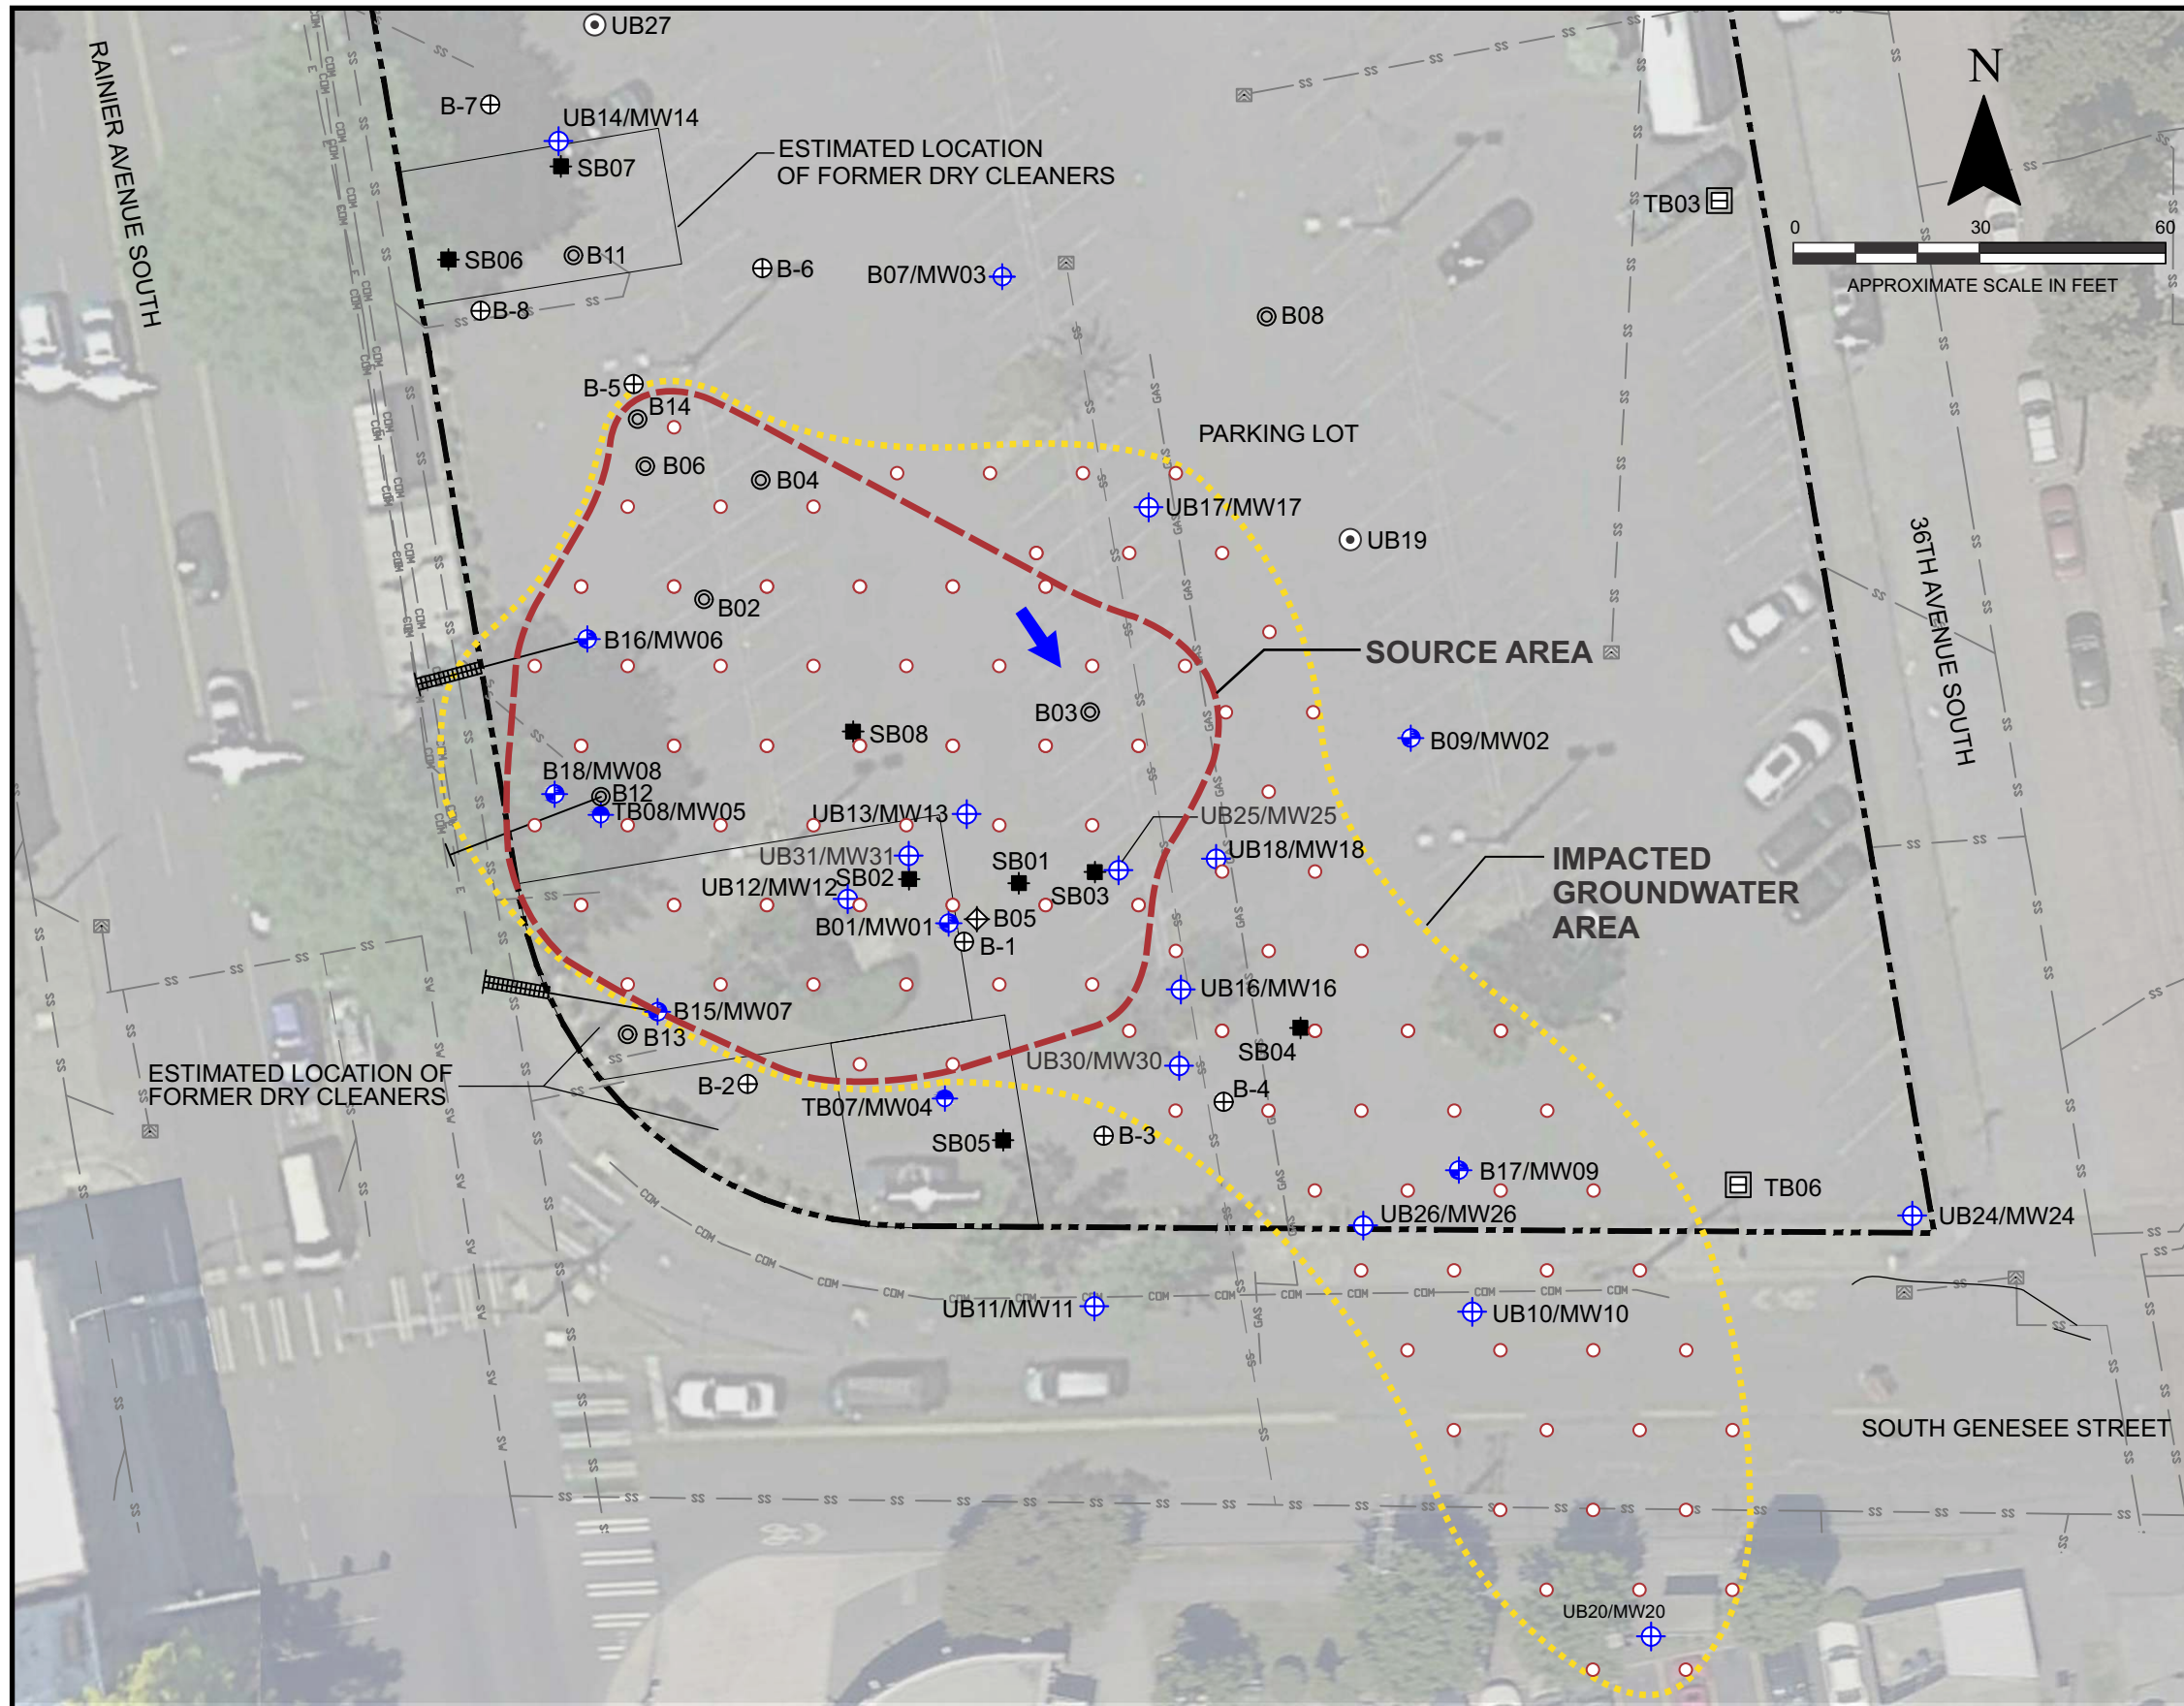 UB27
RAINIER AVENUE SOUTH
B-7
UB14/MW14
SB07
ESTIMATED LOCATION
OF FORMER DRY CLEANERS
N
0 30 60
APPROXIMATE SCALE IN FEET
TB03
SB06
B11
B-6
B07/MW03
B-8
B08
B-5
B14
PARKING LOT
B06
B04
UB17/MW17
UB19
36TH AVENUE SOUTH
B02
B16/MW06
SOURCE AREA
B03
SB08
B09/MW02
B18/MW08
B12
TB08/MW05
UB13/MW13
UB25/MW25
UB31/MW31
SB02
SB01
SB03
UB18/MW18
IMPACTED
GROUNDWATER
AREA
UB12/MW12
B01/MW01
B05
B-1
UB16/MW16
B15/MW07
B13
SB04
UB30/MW30
ESTIMATED LOCATION OF
FORMER DRY CLEANERS
B-2
TB07/MW04
B-4
SB05
B-3
B17/MW09
TB06
UB26/MW26
UB24/MW24
UB11/MW11
UB10/MW10
SOUTH GENESEE STREET
UB20/MW20
SS
COM
E
GAS
SV